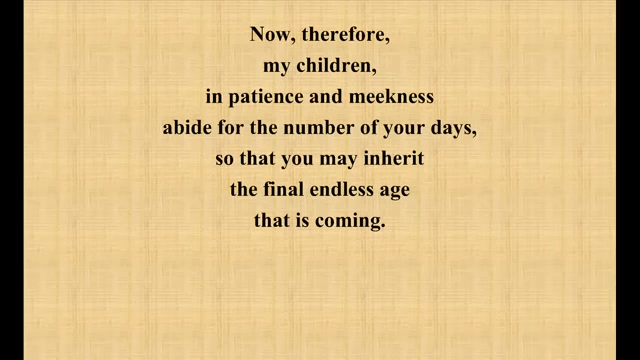 Now, therefore,
my children,
in patience and meekness
abide for the number of your days,
so that you may inherit
the final endless age
that is coming.